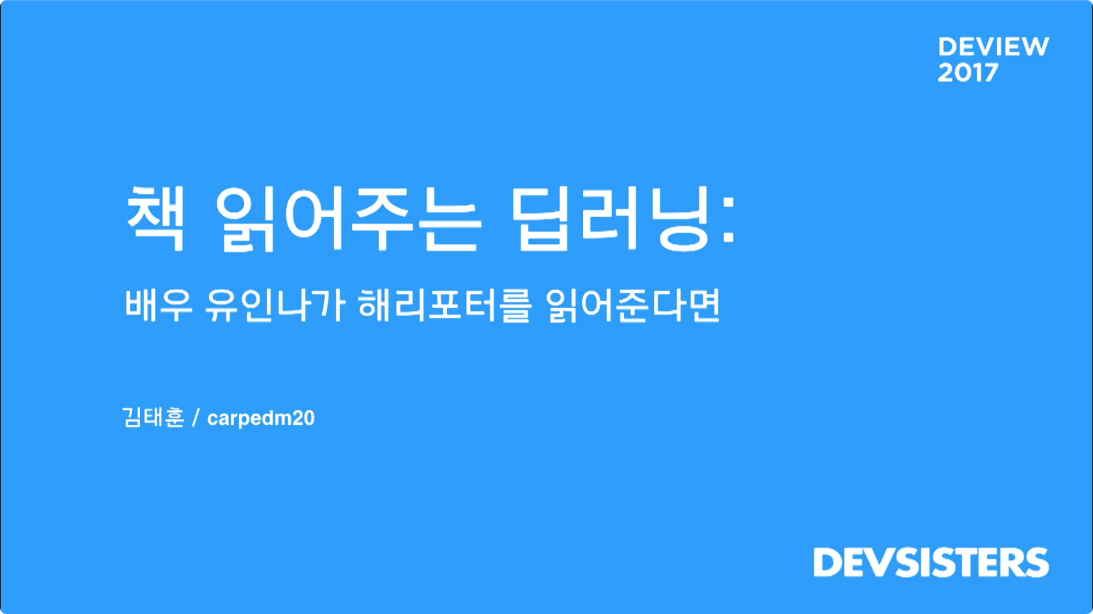 DEVIEW
2017
책 읽어주는 딥러닝:
배우 유인나가 해리포터를 읽어준다면
김태훈 / carpedm20
DEVSISTERS